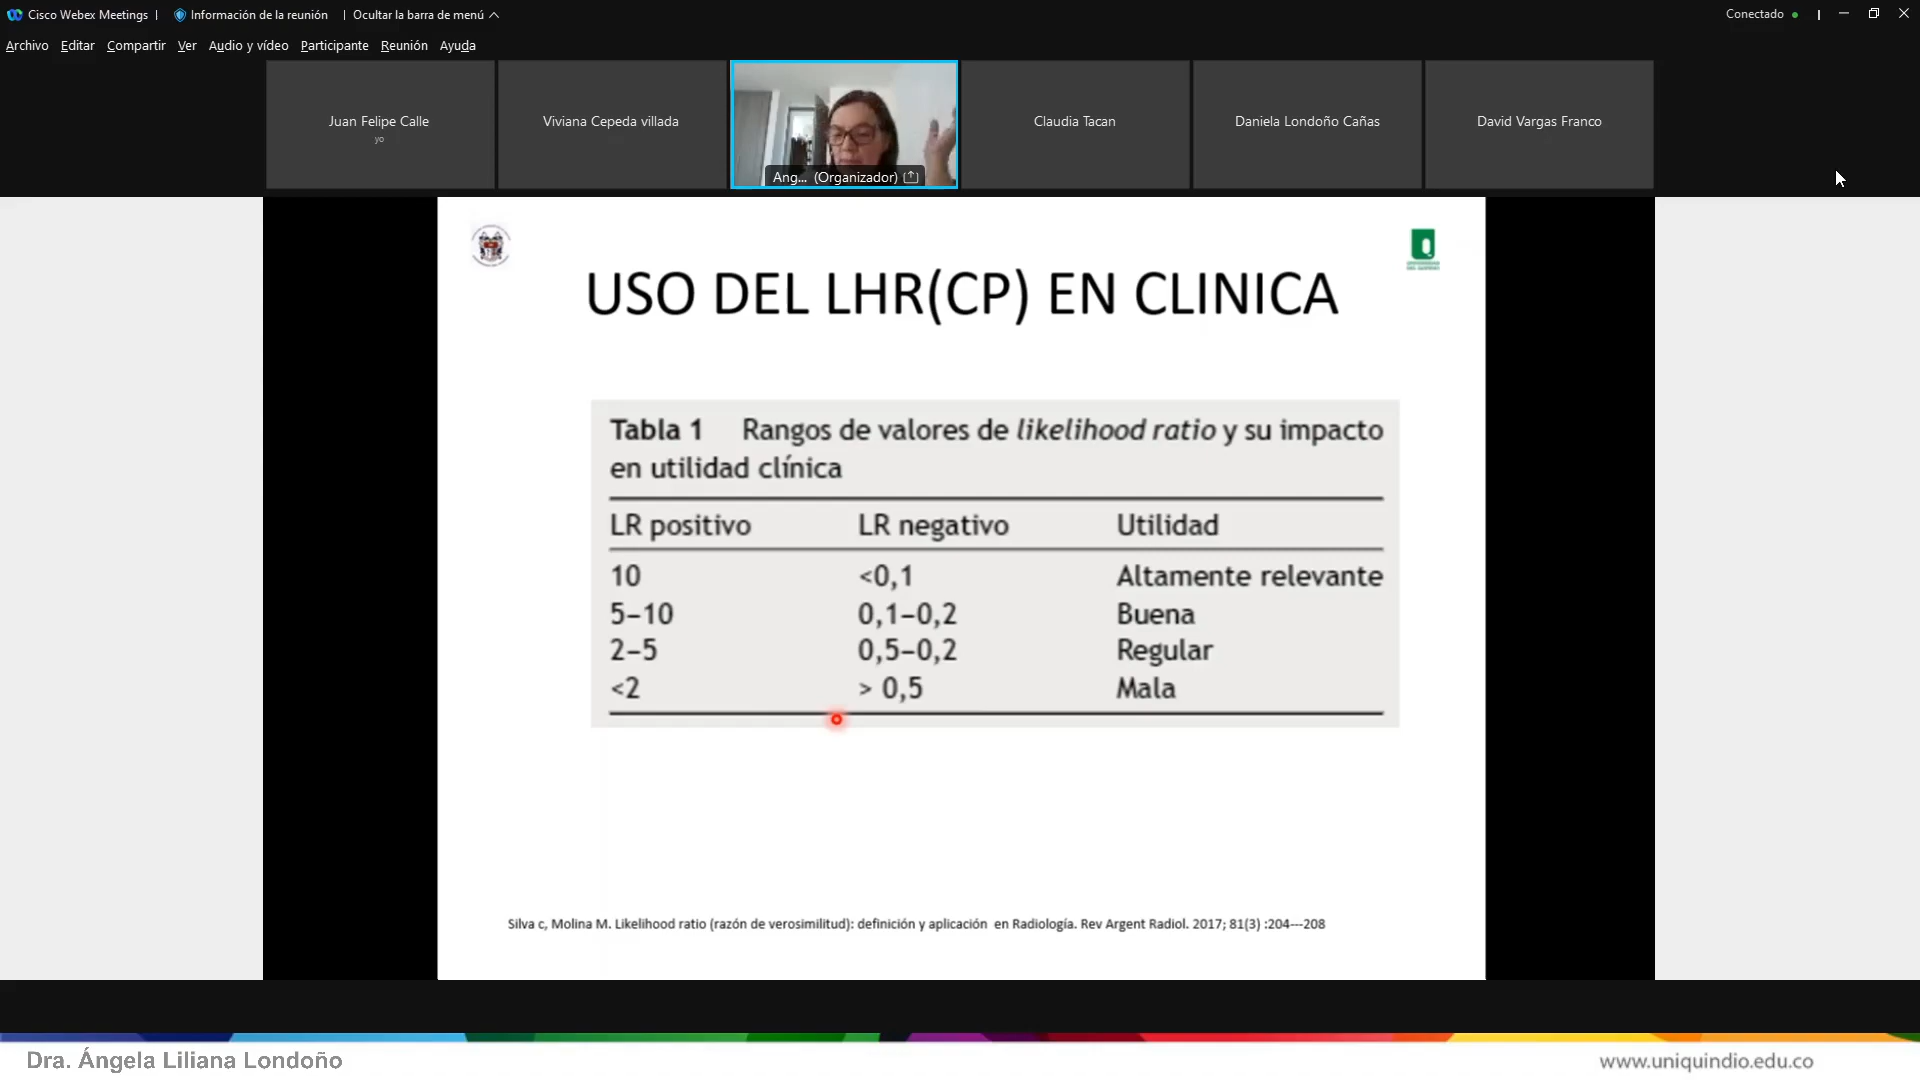 Cisco Webex Meetings | Información de la reunión | Ocultar la barra de menú
Conectado
Archivo Editar Compartir Ver Audio y vídeo Participante Reunión Ayuda
Juan Felipe Calle
yo
Viviana Cepeda villada
Ang... (Organizador)
Claudia Tacan
Daniela Londoño Cañas
David Vargas Franco
USO DEL LHR(CP) EN CLINICA
Tabla 1 Rangos de valores de likelihood ratio y su impacto
en utilidad clínica
LR positivo LR negativo Utilidad
10 <0,1 Altamente relevante
5–10 0,1–0,2 Buena
2–5 0,5–0,2 Regular
<2 > 0,5 Mala
Silva c, Molina M. Likelihood ratio (razón de verosimilitud): definición y aplicación en Radiología. Rev Argent Radiol. 2017; 81(3) :204---208
Dra. Ángela Liliana Londoño
www.uniquindio.edu.co